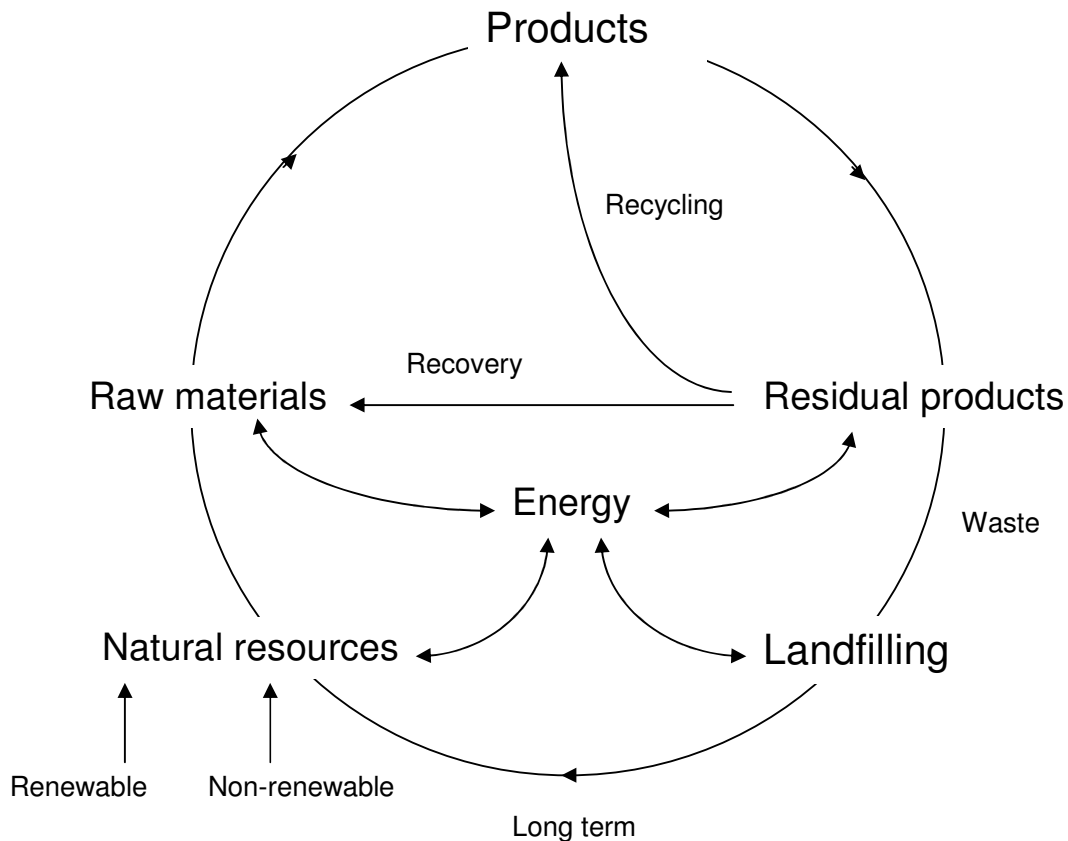 Products
Recycling
Recovery
Raw materials
Residual products
Energy
Waste
Natural resources
Landfilling
Renewable
Non-renewable
Long term